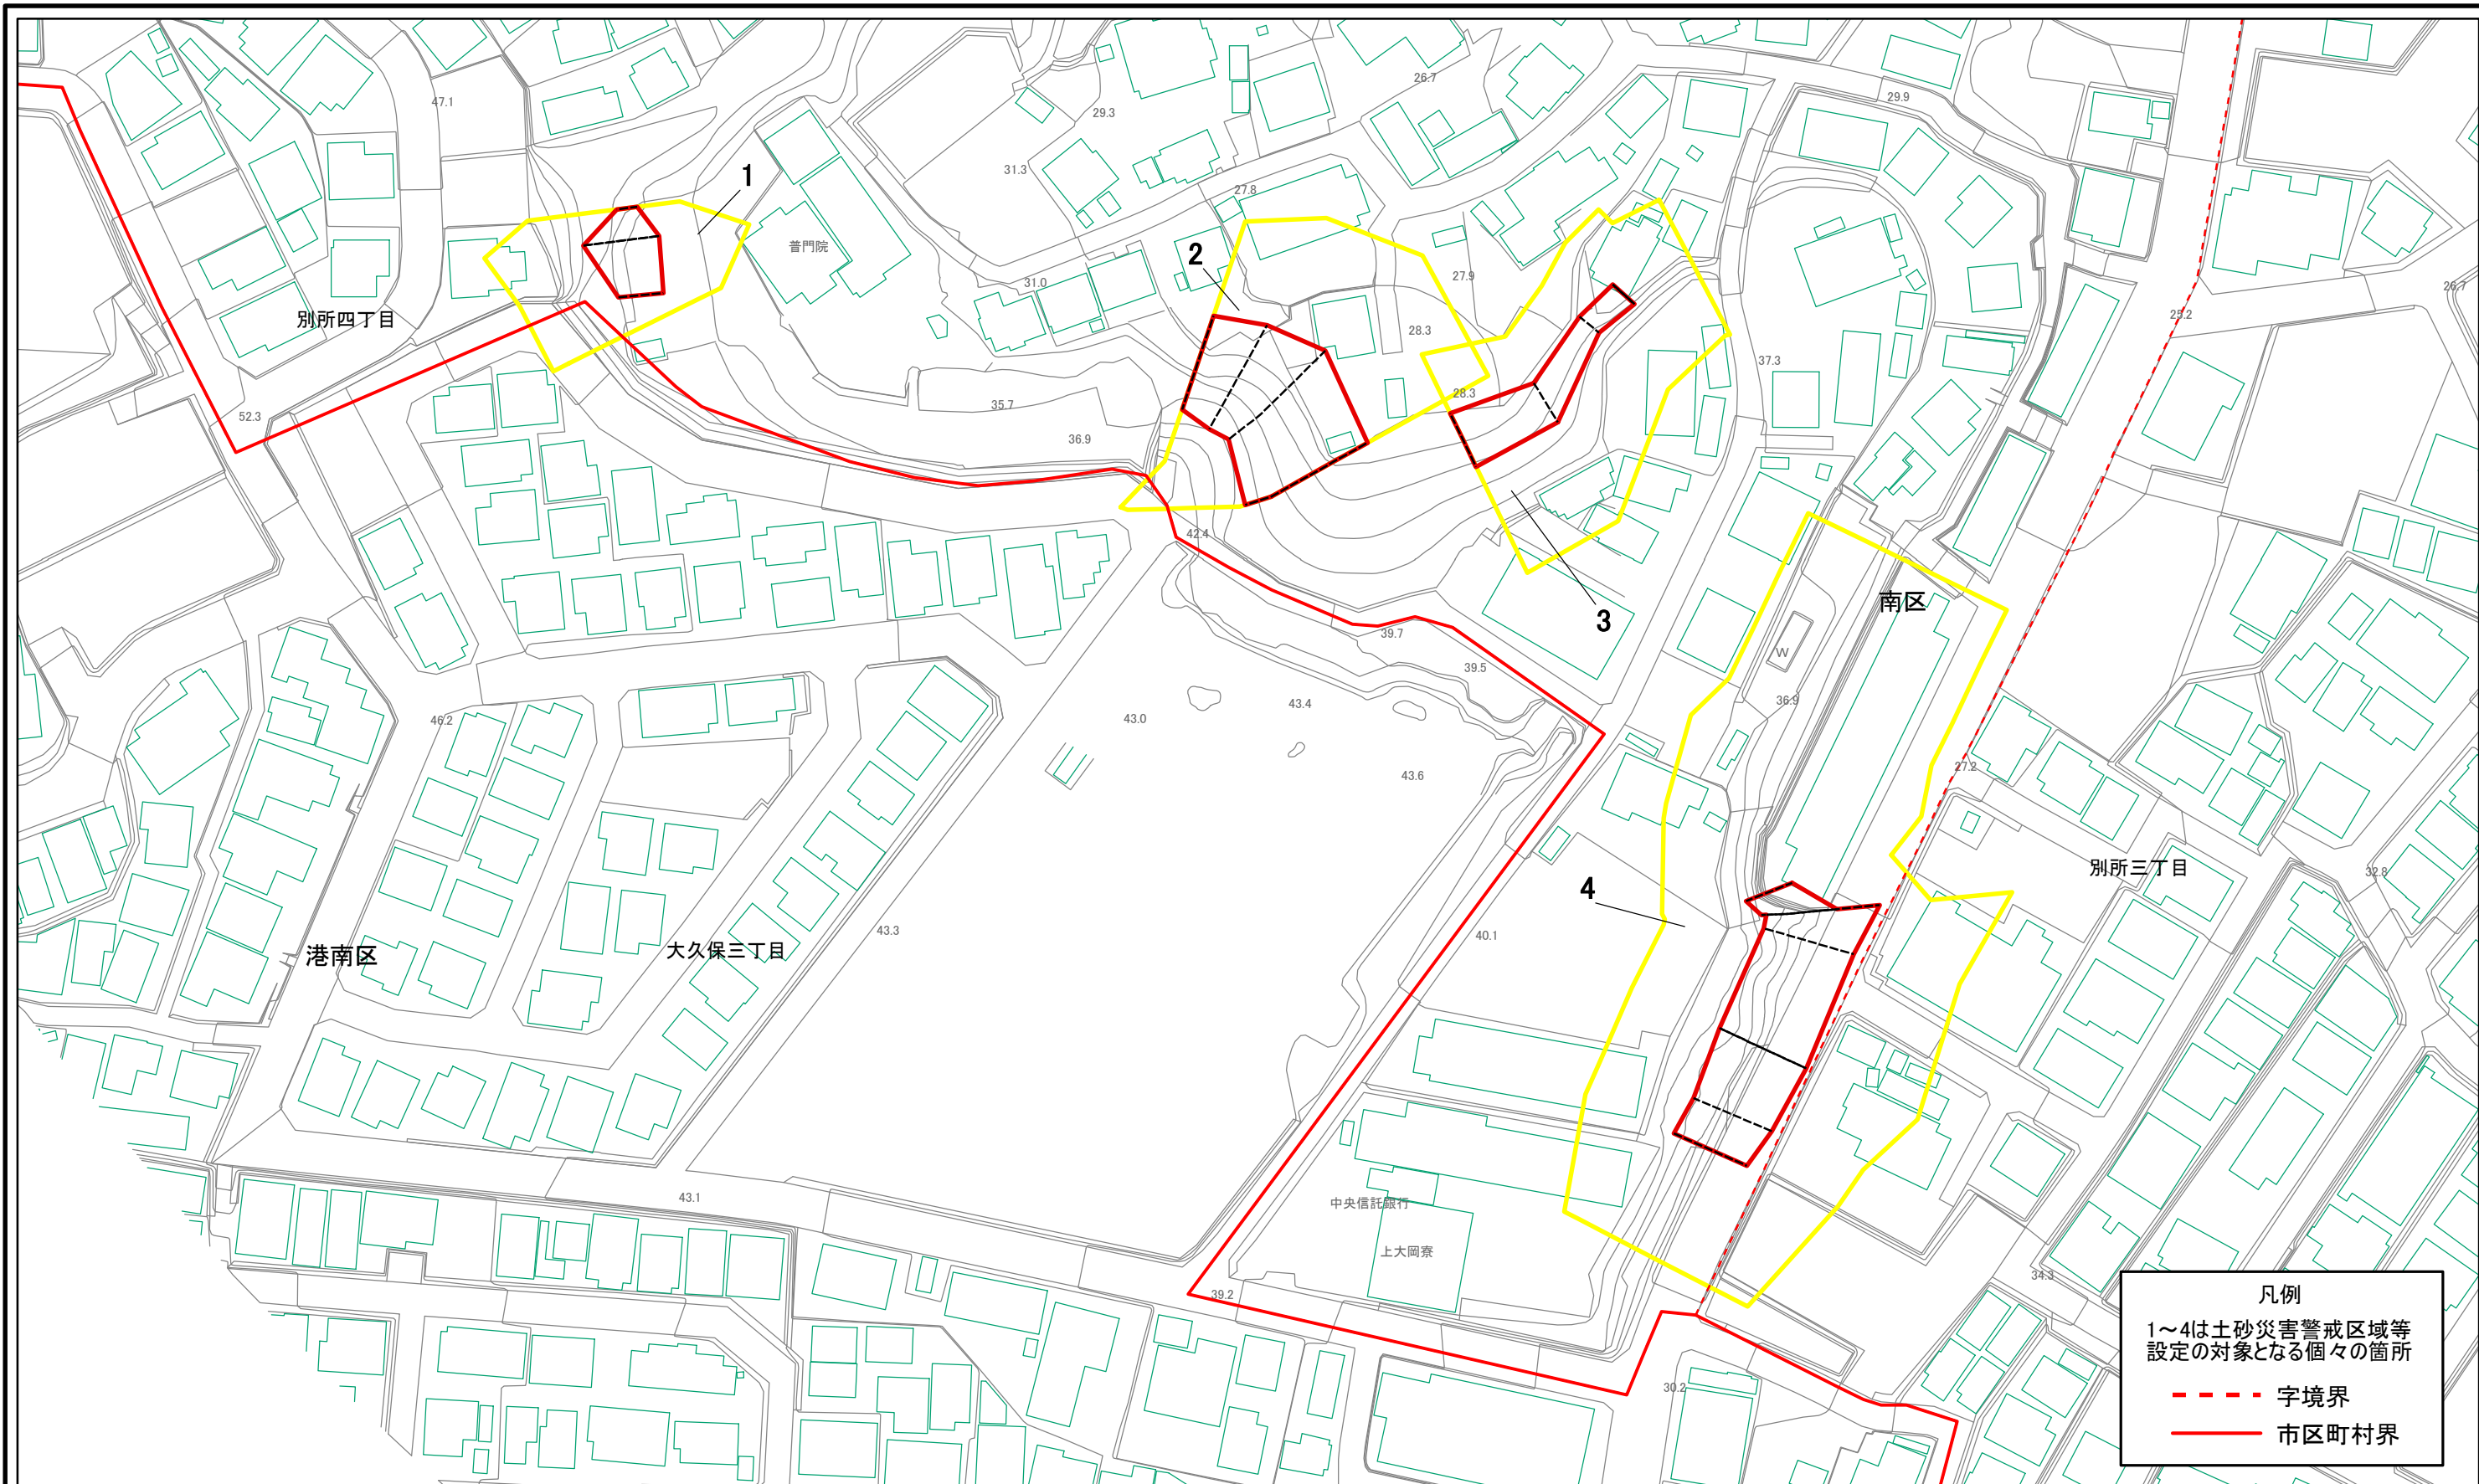 26.7
47.1
29.9
29.3
31.3
1
27.8
普門院
2
27.9
31.0
26.7
25.2
別所四丁目
28.3
37.3
28.3
35.7
52.3
36.9
42.4
南区
3
39.7
W
39.5
36.9
43.4
43.0
46.2
27.2
43.6
別所三丁目
32.8
4
43.3
40.1
大久保三丁目
港南区
43.1
中央信託銀行
上大岡寮
34.3
39.2
30.2
凡例
1～4は土砂災害警戒区域等
設定の対象となる個々の箇所
字境界
市区町村界